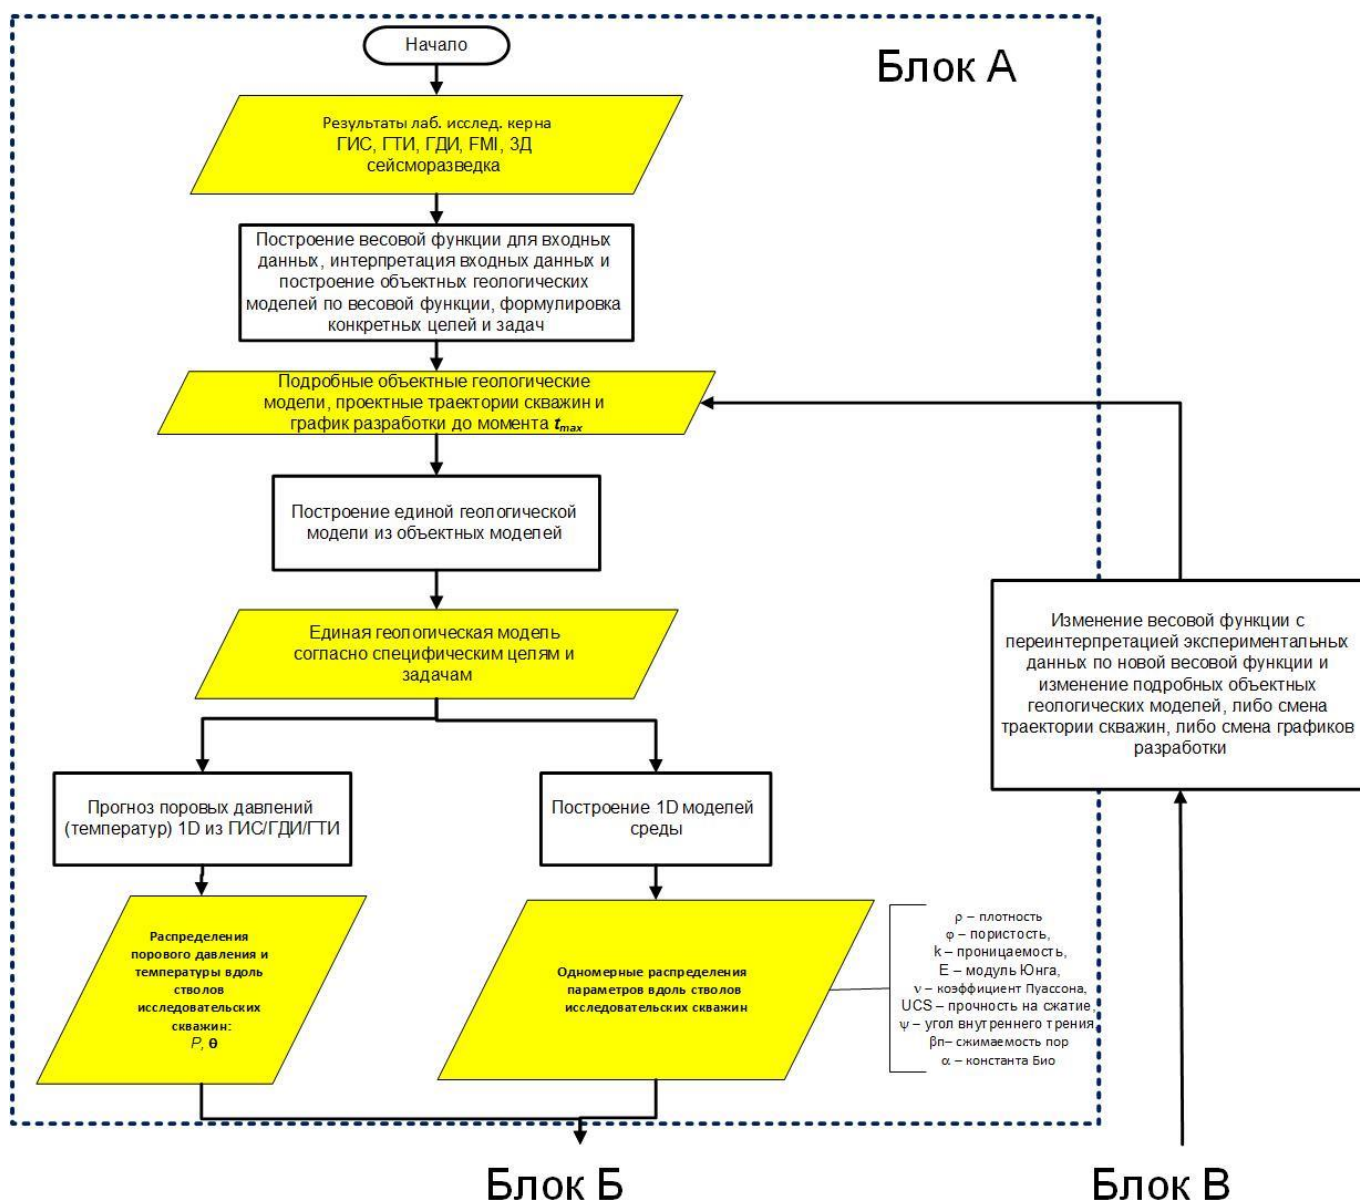 Начало
Блок А
Результаты лаб. исслед. керна
ГИС, ГТИ, ГДИ, FMI, 3Д
сейсморазведка
Построение весовой функции для входных
данных, интерпретация входных данных и
построение объектных геологических
моделей по весовой функции, формулировка
конкретных целей и задач
Подробные объектные геологические
модели, проектные траектории скважин и
график разработки до момента tmax
Построение единой геологической
модели из объектных моделей
Единая геологическая модель
согласно специфическим целям и
задачам
Изменение весовой функции с
переинтерпретацией экспериментальных
данных по новой весовой функции и
изменение подробных объектных
геологических моделей, либо смена
траектории скважин, либо смена графиков
разработки
Прогноз поровых давлений
(температур) 1D из ГИС/ГДИ/ГТИ
Построение 1D моделей
среды
Распределения
порового давления и
температуры вдоль
стволов
исследовательских
скважин:
P, θ
Одномерные распределения
параметров вдоль стволов
исследовательских скважин
ρ – плотность
φ – пористость,
k – проницаемость,
E – модуль Юнга,
ν – коэффициент Пуассона,
UCS – прочность на сжатие,
ψ – угол внутреннего трения,
βп– сжимаемость пор
α – константа Био
Блок Б
Блок В